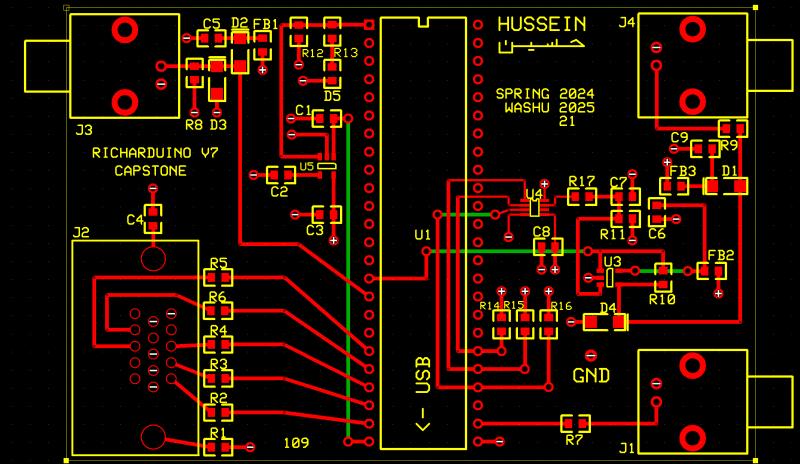 HUSSEIN
J4
C5 D2 FB1
R12 R13
D5
J3
R8 D3
C1
SPRING 2024
WASHU 2025
21
C9 R9
RICHARDUINO V7
CAPSTONE
U5
C2
FB3 D1
C4
U4 R17 C7
C3
J2
U1
C8
R11 C6
R5
U3 FB2
R6
R10
R14 R15 R16
D4
R4
R3
GND
<- USB
R2
R1
109
R7
J1